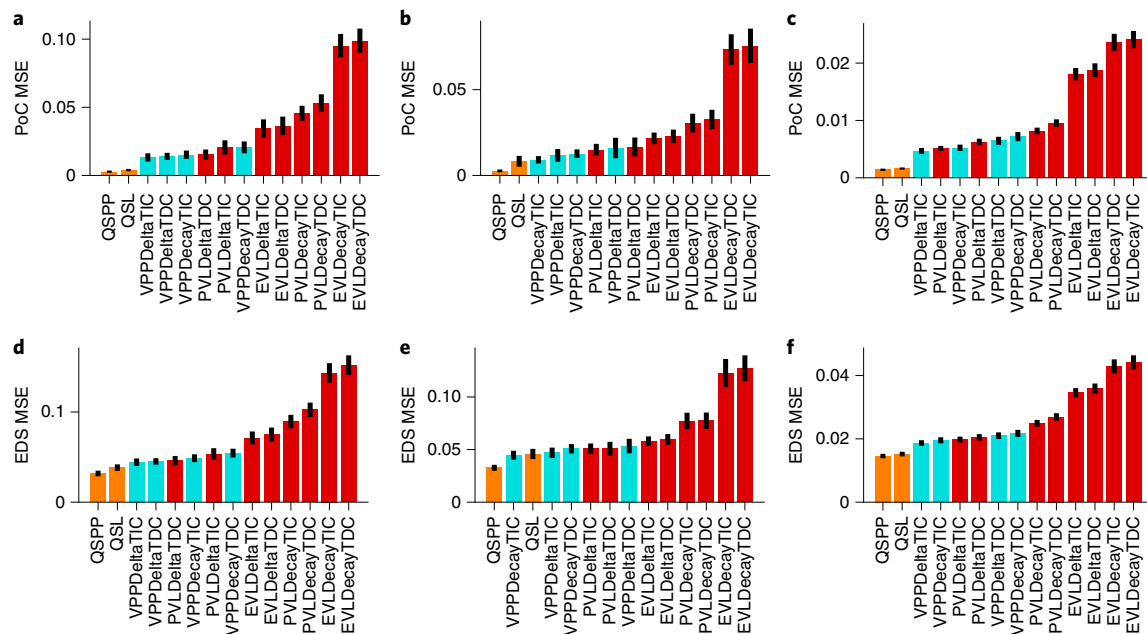 a
PoC MSE
0.10
0.05
0
QSPP
QSL
VPPDeltaTIC
VPPDeltaTDC
VPPDecayTIC
PVLDeltaTDC
PVLDeltaTIC
VPPDecayTDC
EVLDeltaTIC
EVLDeltaTDC
PVLDecayTIC
PVLDecayTDC
EVLDecayTIC
EVLDecayTDC
b
PoC MSE
0.05
0
QSPP
QSL
VPPDecayTIC
VPPDeltaTIC
VPPDecayTDC
PVLDeltaTIC
VPPDeltaTDC
PVLDeltaTDC
EVLDeltaTIC
EVLDeltaTDC
PVLDecayTIC
PVLDecayTDC
EVLDecayTDC
EVLDecayTIC
c
PoC MSE
0.02
0.01
0
QSPP
QSL
VPPDeltaTIC
PVLDeltaTIC
VPPDecayTIC
PVLDeltaTDC
VPPDeltaTDC
VPPDecayTDC
PVLDecayTIC
PVLDecayTDC
EVLDeltaTIC
EVLDeltaTDC
EVLDecayTIC
EVLDecayTDC
d
EDS MSE
0.1
0
QSPP
QSL
VPPDeltaTIC
VPPDeltaTDC
PVLDeltaTDC
VPPDecayTIC
PVLDeltaTIC
VPPDecayTDC
EVLDeltaTIC
EVLDeltaTDC
PVLDecayTIC
PVLDecayTDC
EVLDecayTIC
EVLDecayTDC
e
EDS MSE
0.10
0.05
0
QSPP
VPPDecayTIC
QSL
VPPDeltaTIC
VPPDecayTDC
PVLDeltaTIC
PVLDeltaTDC
VPPDeltaTDC
EVLDeltaTIC
EVLDeltaTDC
PVLDecayTIC
PVLDecayTDC
EVLDecayTIC
EVLDecayTDC
f
EDS MSE
0.04
0.02
0
QSPP
QSL
VPPDeltaTIC
VPPDecayTIC
PVLDeltaTIC
PVLDeltaTDC
VPPDeltaTDC
VPPDecayTDC
PVLDecayTIC
PVLDecayTDC
EVLDeltaTIC
EVLDeltaTDC
EVLDecayTIC
EVLDecayTDC